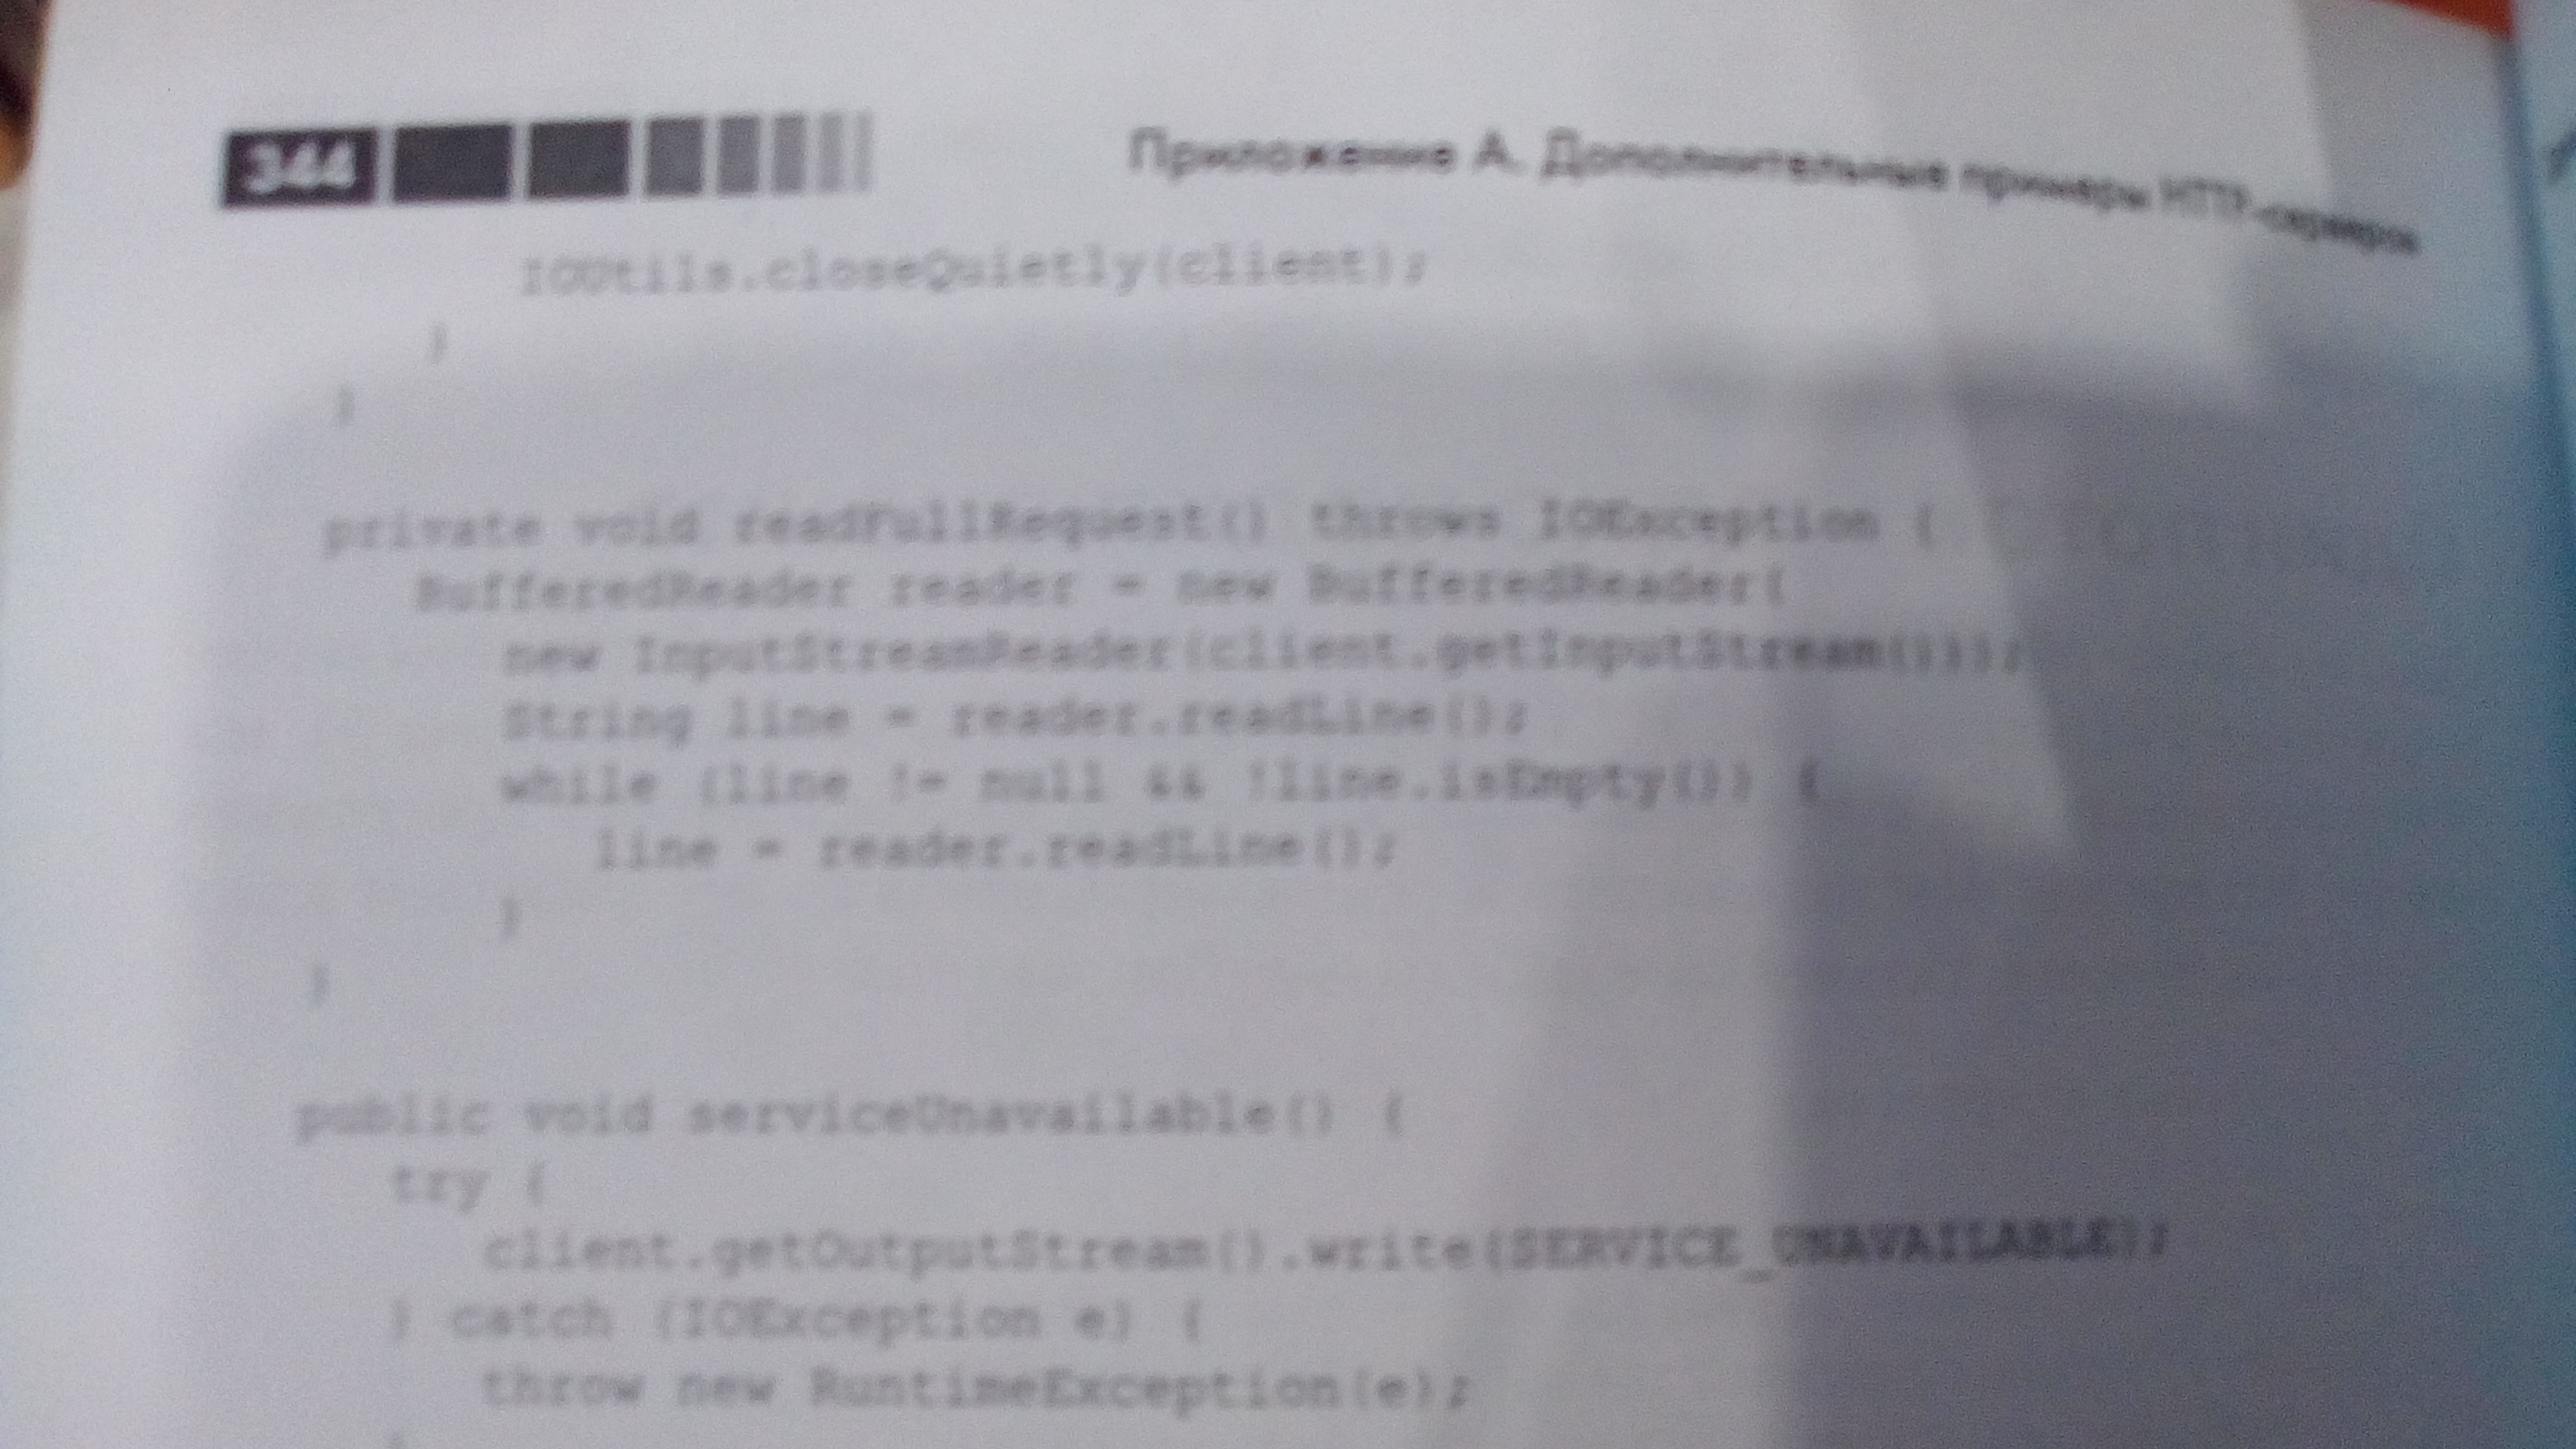 344 Приложение А. Дополнительные примеры HTTP-серверов
IOUtils.closeQuietly(client);
}
}
private void readFullRequest() throws IOException {
BufferedReader reader = new BufferedReader(
new InputStreamReader(client.getInputStream()));
String line = reader.readLine();
while (line != null && !line.isEmpty()) {
line = reader.readLine();
}
}
public void serviceUnavailable() {
try {
client.getOutputStream().write(SERVICE_UNAVAILABLE);
} catch (IOException e) {
throw new RuntimeException(e);
}